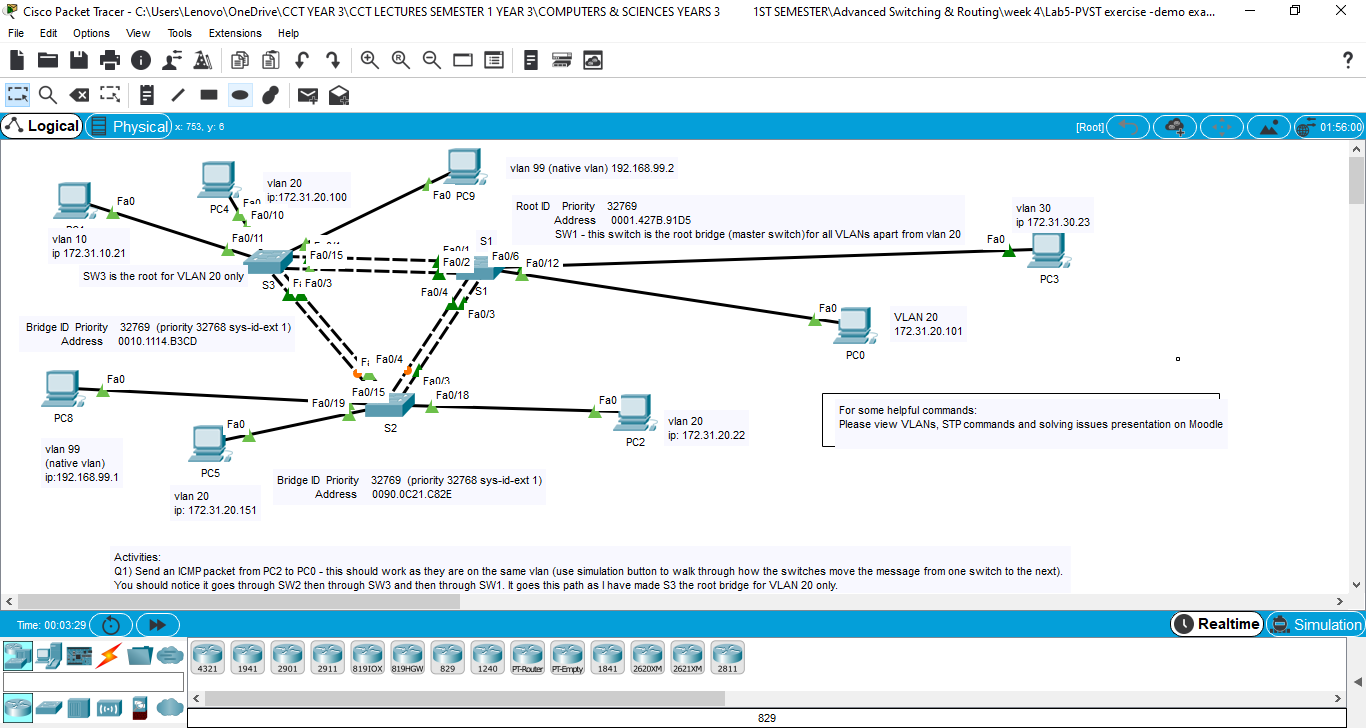 Cisco Packet Tracer - C:\Users\Lenovo\OneDrive\CCT YEAR 3\CCT LECTURES SEMESTER 1 YEAR 3\COMPUTERS & SCIENCES YEARS 3 1ST SEMESTER\Advanced Switching & Routing\week 4\Lab5-PVST exercise -demo exa...
File Edit Options View Tools Extensions Help
Logical Physical x: 753, y: 6 [Root] 01:56:00
PC4
vlan 20
ip:172.31.20.100
Fa0
Fa0/10
Fa0
PC9
vlan 99 (native vlan) 192.168.99.2
Fa0
vlan 10
ip 172.31.10.21
Fa0/11
Fa0/15
Root ID Priority 32769
Address 0001.427B.91D5
SW1 - this switch is the root bridge (master switch)for all VLANs apart from vlan 20
vlan 30
ip 172.31.30.23
Fa0
PC3
SW3 is the root for VLAN 20 only
S3
Fa0/3
S1
Fa0/1
Fa0/2
Fa0/6
Fa0/12
S1
Fa0/4
Fa0/3
Fa0
PC0
VLAN 20
172.31.20.101
Bridge ID Priority 32769 (priority 32768 sys-id-ext 1)
Address 0010.1114.B3CD
Fa0/4
Fa0/3
Fa0/15
Fa0/18
Fa0/19
S2
Fa0
PC8
vlan 99
(native vlan)
ip:192.168.99.1
Fa0
PC5
vlan 20
ip: 172.31.20.151
Fa0
PC2
vlan 20
ip: 172.31.20.22
For some helpful commands:
Please view VLANs, STP commands and solving issues presentation on Moodle
Bridge ID Priority 32769 (priority 32768 sys-id-ext 1)
Address 0090.0C21.C82E
Activities:
Q1) Send an ICMP packet from PC2 to PC0 - this should work as they are on the same vlan (use simulation button to walk through how the switches move the message from one switch to the next).
You should notice it goes through SW2 then through SW3 and then through SW1. It goes this path as I have made S3 the root bridge for VLAN 20 only.
Time: 00:03:29 Realtime Simulation
4321 1941 2901 2911 819IOX 819HGW 829 1240 PT-Router PT-Empty 1841 2620XM 2621XM 2811
829